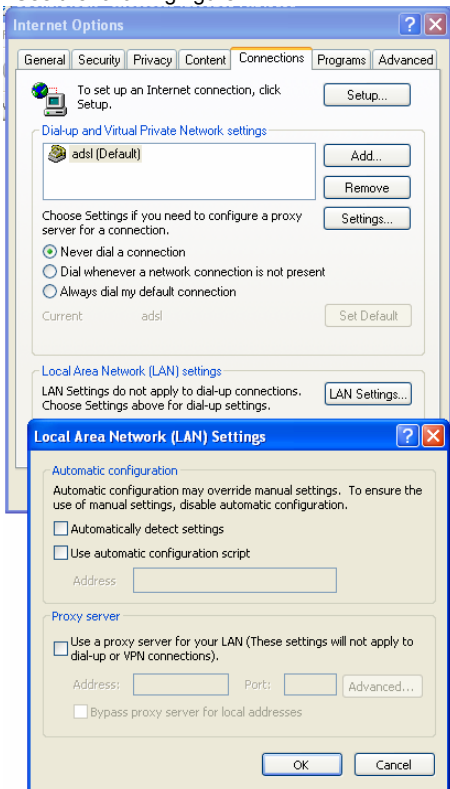 Internet Options
General Security Privacy Content Connections Programs Advanced
To set up an Internet connection, click
Setup.
Setup...
Dial-up and Virtual Private Network settings
adsl (Default)
Add...
Remove
Choose Settings if you need to configure a proxy
server for a connection.
Settings...
Never dial a connection
Dial whenever a network connection is not present
Always dial my default connection
Current adsl
Set Default
Local Area Network (LAN) settings
LAN Settings do not apply to dial-up connections.
Choose Settings above for dial-up settings.
LAN Settings...
Local Area Network (LAN) Settings
Automatic configuration
Automatic configuration may override manual settings. To ensure the
use of manual settings, disable automatic configuration.
Automatically detect settings
Use automatic configuration script
Address
Proxy server
Use a proxy server for your LAN (These settings will not apply to
dial-up or VPN connections).
Address: Port: Advanced...
Bypass proxy server for local addresses
OK Cancel